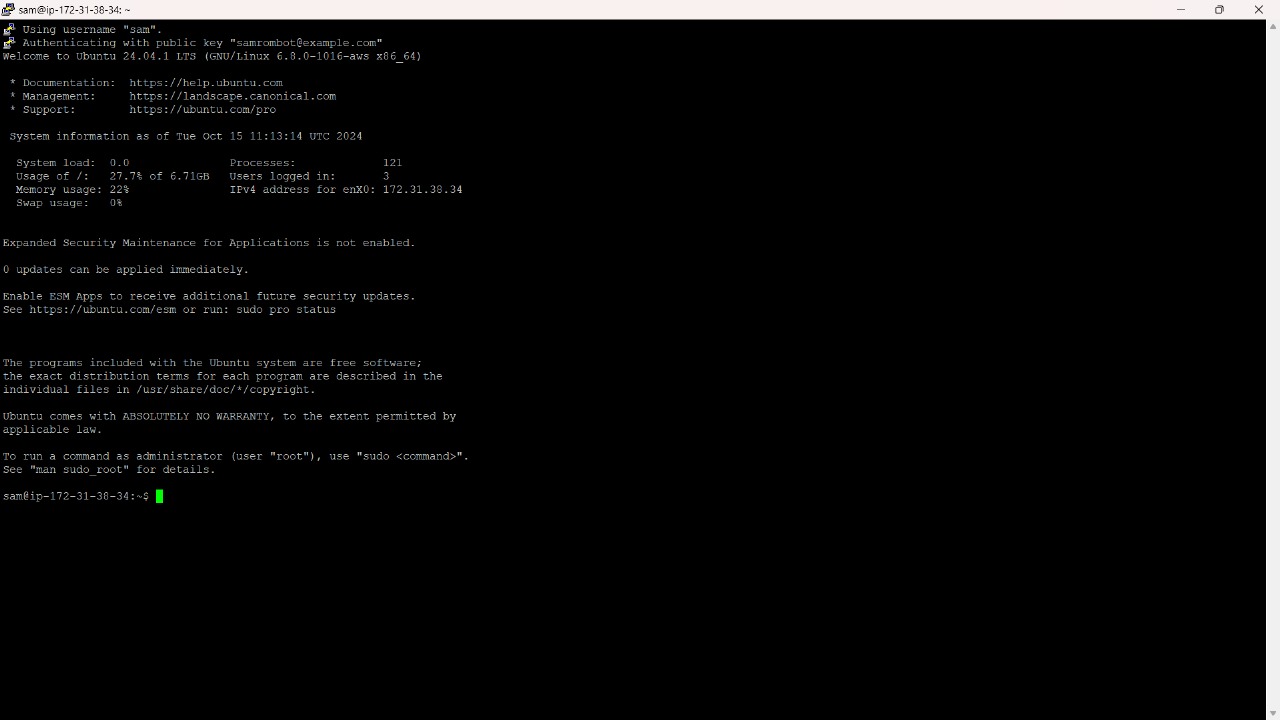 sam@ip-172-31-38-34: ~
Using username "sam".
Authenticating with public key "samrombot@example.com"
Welcome to Ubuntu 24.04.1 LTS (GNU/Linux 6.8.0-1016-aws x86_64)
* Documentation: https://help.ubuntu.com
* Management: https://landscape.canonical.com
* Support: https://ubuntu.com/pro
System information as of Tue Oct 15 11:13:14 UTC 2024
System load: 0.0 Processes: 121
Usage of /: 27.7% of 6.71GB Users logged in: 3
Memory usage: 22% IPv4 address for enX0: 172.31.38.34
Swap usage: 0%
Expanded Security Maintenance for Applications is not enabled.
0 updates can be applied immediately.
Enable ESM Apps to receive additional future security updates.
See https://ubuntu.com/esm or run: sudo pro status
The programs included with the Ubuntu system are free software;
the exact distribution terms for each program are described in the
individual files in /usr/share/doc/*/copyright.
Ubuntu comes with ABSOLUTELY NO WARRANTY, to the extent permitted by
applicable law.
To run a command as administrator (user "root"), use "sudo <command>".
See "man sudo_root" for details.
sam@ip-172-31-38-34:~$